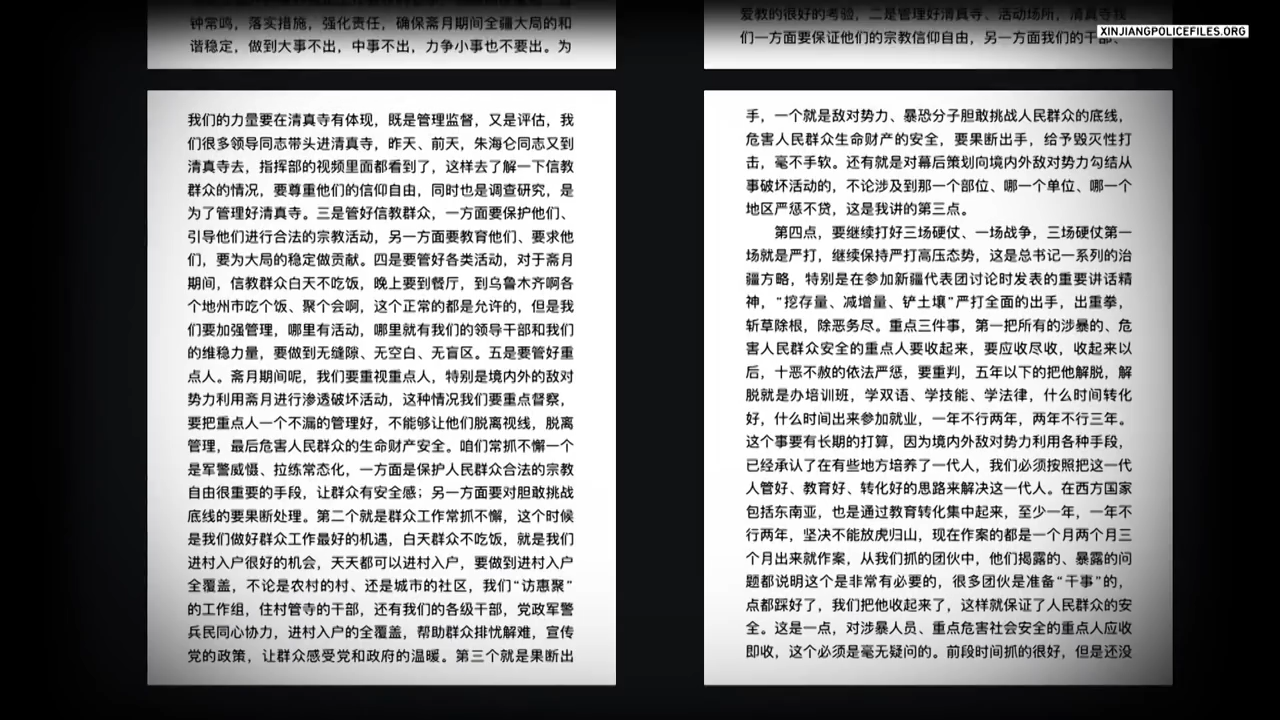 钟常鸣，落实措施，强化责任，确保斋月期间全疆大局的和
谐稳定，做到大事不出，中事不出，力争小事也不要出。为
我们的力量要在清真寺有体现，既是管理监督，又是评估，我
们很多领导同志带头进清真寺，昨天、前天，朱海仑同志又到
清真寺去，指挥部的视频里面都看到了，这样去了解一下信教
群众的情况，要尊重他们的信仰自由，同时也是调查研究，是
为了管理好清真寺。三是管好信教群众，一方面要保护他们、
引导他们进行合法的宗教活动，另一方面要教育他们、要求他
们，要为大局的稳定做贡献。四是要管好各类活动，对于斋月
期间，信教群众白天不吃饭，晚上要到餐厅，到乌鲁木齐啊各
个地州市吃个饭、聚个会啊，这个正常的都是允许的，但是我
们要加强管理，哪里有活动，哪里就有我们的领导干部和我们
的维稳力量，要做到无缝隙、无空白、无盲区。五是要管好重
点人。斋月期间呢，我们要重视重点人，特别是境内外的敌对
势力利用斋月进行渗透破坏活动，这种情况我们要重点督察，
要把重点人一个不漏的管理好，不能够让他们脱离视线，脱离
管理，最后危害人民群众的生命财产安全。咱们常抓不懈一个
是军警威慑、拉练常态化，一方面是保护人民群众合法的宗教
自由很重要的手段，让群众有安全感；另一方面要对胆敢挑战
底线的要果断处理。第二个就是群众工作常抓不懈，这个时候
是我们做好群众工作最好的机遇，白天群众不吃饭，就是我们
进村入户很好的机会，天天都可以进村入户，要做到进村入户
全覆盖，不论是农村的村、还是城市的社区，我们“访惠聚”
的工作组，住村管寺的干部，还有我们的各级干部，党政军警
兵民同心协力，进村入户的全覆盖，帮助群众排忧解难，宣传
党的政策，让群众感受党和政府的温暖。第三个就是果断出
爱教的很好的考验，二是管理好清真寺、活动场所，清真寺我
们一方面要保证他们的宗教信仰自由，另一方面我们的干部、
XINJIANGPOLICEFILES.ORG
手，一个就是敌对势力、暴恐分子胆敢挑战人民群众的底线，
危害人民群众生命财产的安全，要果断出手，给予毁灭性打
击，毫不手软。还有就是对幕后策划向境内外敌对势力勾结从
事破坏活动的，不论涉及到那一个部位、哪一个单位、哪一个
地区严惩不贷，这是我讲的第三点。
第四点，要继续打好三场硬仗、一场战争，三场硬仗第一
场就是严打，继续保持严打高压态势，这是总书记一系列的治
疆方略，特别是在参加新疆代表团讨论时发表的重要讲话精
神，“挖存量、减增量、铲土壤”严打全面的出手，出重拳，
斩草除根，除恶务尽。重点三件事，第一把所有的涉暴的、危
害人民群众安全的重点人要收起来，要应收尽收，收起来以
后，十恶不赦的依法严惩，要重判，五年以下的把他解脱，解
脱就是办培训班，学双语、学技能、学法律，什么时间转化
好，什么时间出来参加就业，一年不行两年，两年不行三年。
这个事要有长期的打算，因为境内外敌对势力利用各种手段，
已经承认了在有些地方培养了一代人，我们必须按照把这一代
人管好、教育好、转化好的思路来解决这一代人。在西方国家
包括东南亚，也是通过教育转化集中起来，至少一年，一年不
行两年，坚决不能放虎归山，现在作案的都是一个月两个月三
个月出来就作案，从我们抓的团伙中，他们揭露的、暴露的问
题都说明这个是非常有必要的，很多团伙是准备“干事”的，
点都踩好了，我们把他收起来了，这样就保证了人民群众的安
全。这是一点，对涉暴人员、重点危害社会安全的重点人应收
即收，这个必须是毫无疑问的。前段时间抓的很好，但是还没